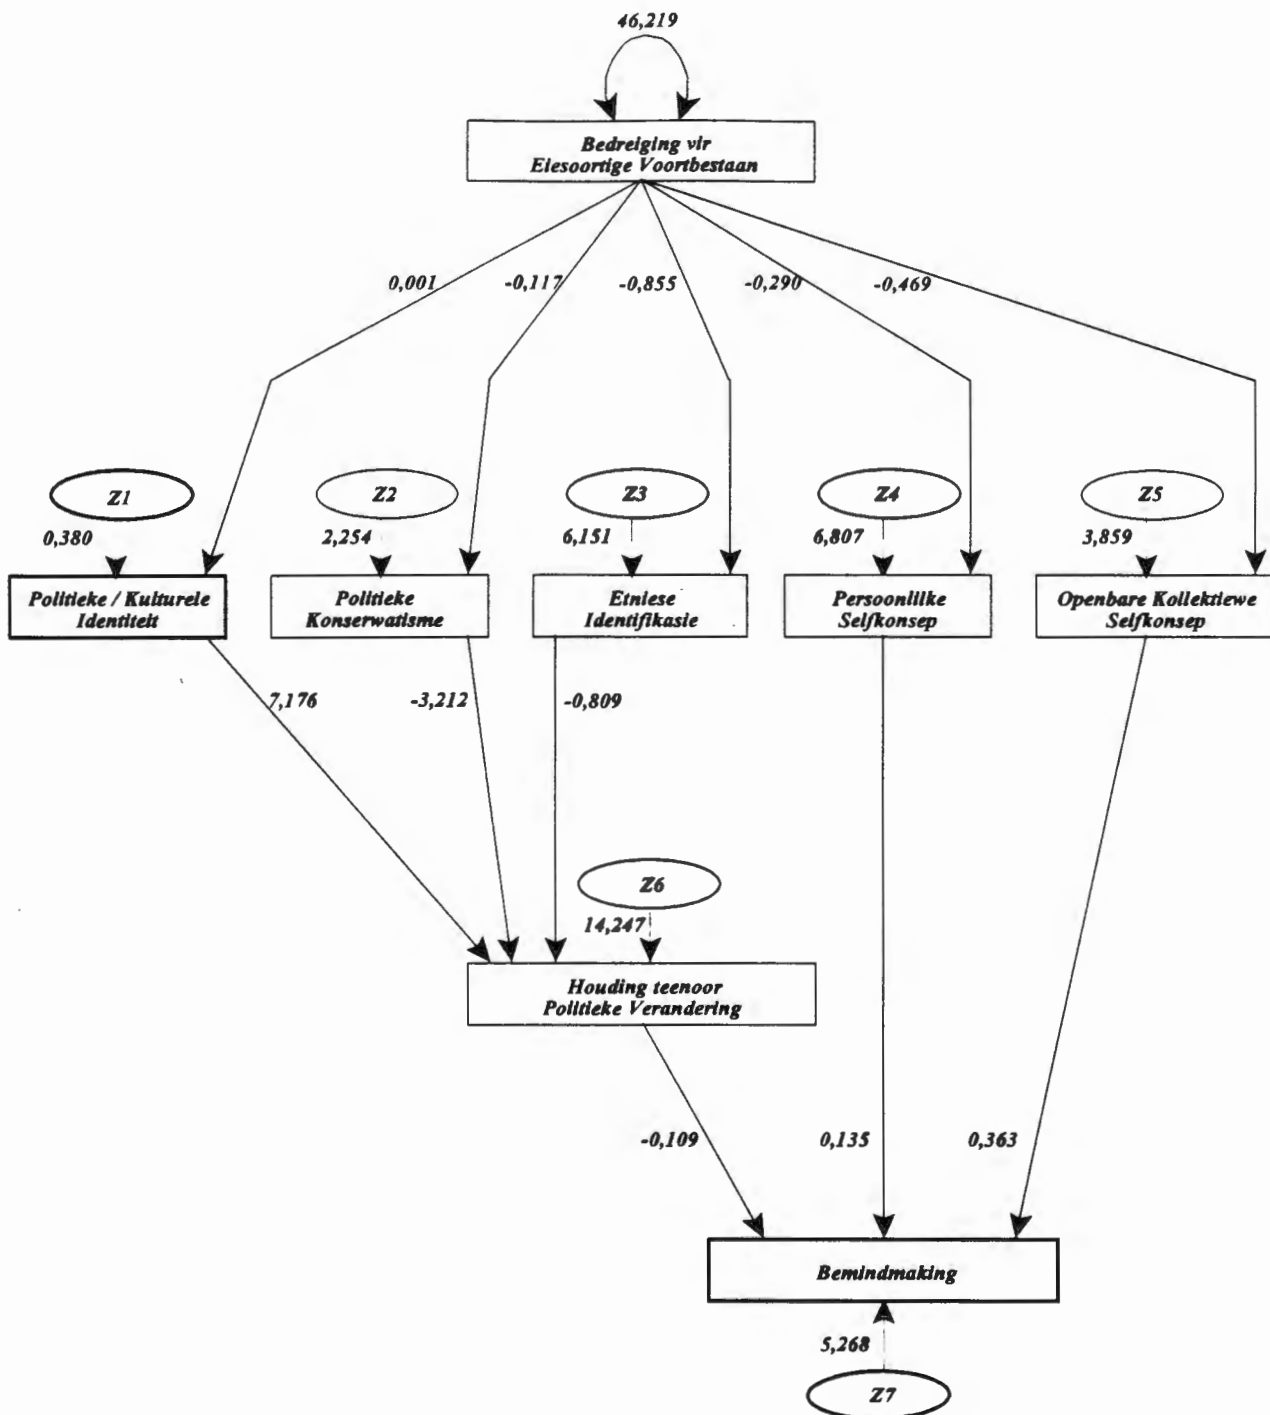 46,219
Bedreiging vir
Eiesoortige Voortbestaan
0,001
-0,117
-0,855
-0,290
-0,469
Z1
Z2
Z3
Z4
Z5
0,380
2,254
6,151
6,807
3,859
Politieke / Kulturele
Identiteit
Politieke
Konserwatisme
Etniese
Identifikasie
Persoonlike
Selfkonsep
Openbare Kollektiewe
Selfkonsep
7,176
-3,212
-0,809
Z6
14,247
Houding teenoor
Politieke Verandering
-0,109
0,135
0,363
Bemindmaking
5,268
Z7